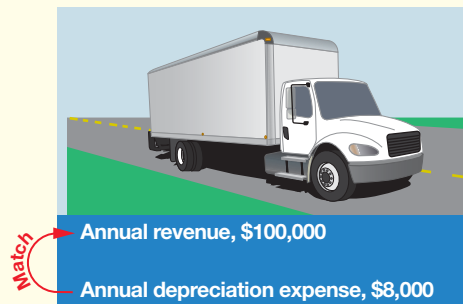 Annual revenue, $100,000
Match
Annual depreciation expense, $8,000